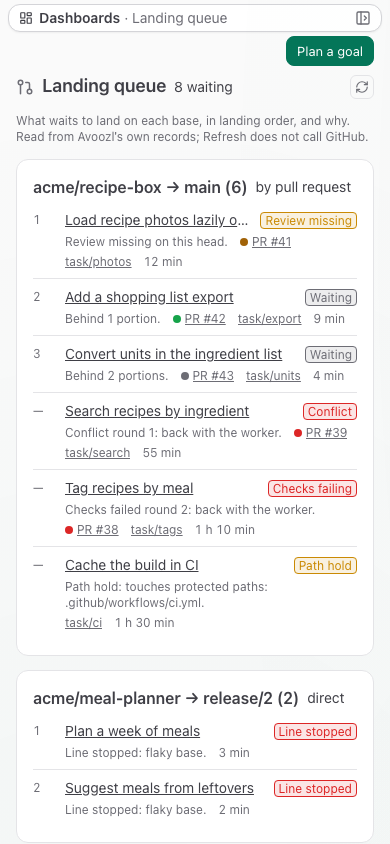 Dashboards · Landing queue
Plan a goal
Landing queue 8 waiting
What waits to land on each base, in landing order, and why.
Read from Avoozl's own records; Refresh does not call GitHub.
acme/recipe-box → main (6) by pull request
1 Load recipe photos lazily o... Review missing
Review missing on this head. PR #41
task/photos 12 min
2 Add a shopping list export Waiting
Behind 1 portion. PR #42 task/export 9 min
3 Convert units in the ingredient list Waiting
Behind 2 portions. PR #43 task/units 4 min
— Search recipes by ingredient Conflict
Conflict round 1: back with the worker. PR #39
task/search 55 min
— Tag recipes by meal Checks failing
Checks failed round 2: back with the worker.
PR #38 task/tags 1 h 10 min
— Cache the build in CI Path hold
Path hold: touches protected paths:
.github/workflows/ci.yml.
task/ci 1 h 30 min
acme/meal-planner → release/2 (2) direct
1 Plan a week of meals Line stopped
Line stopped: flaky base. 3 min
2 Suggest meals from leftovers Line stopped
Line stopped: flaky base. 2 min